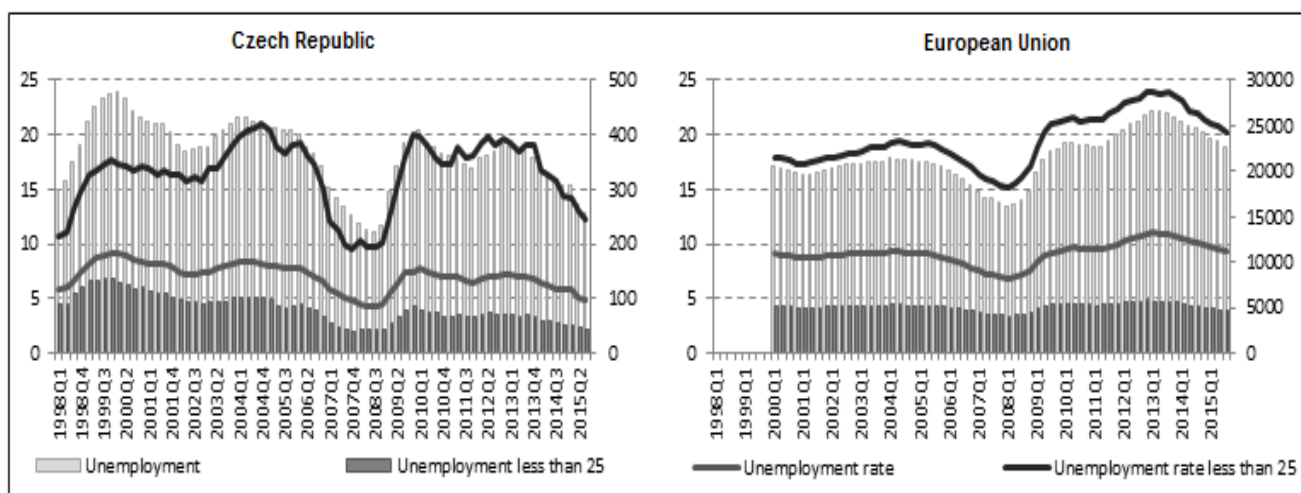 Czech Republic
25
20
15
10
5
0
500
400
300
200
100
0
1998Q1
1998Q4
1999Q3
2000Q2
2001Q1
2001Q4
2002Q3
2003Q2
2004Q1
2004Q4
2005Q3
2006Q2
2007Q1
2007Q4
2008Q3
2009Q2
2010Q1
2010Q4
2011Q3
2012Q2
2013Q1
2013Q4
2014Q3
2015Q2
European Union
25
20
15
10
5
0
30000
25000
20000
15000
10000
5000
0
1998Q1
1999Q1
2000Q1
2001Q1
2002Q1
2003Q1
2004Q1
2005Q1
2006Q1
2007Q1
2008Q1
2009Q1
2010Q1
2011Q1
2012Q1
2013Q1
2014Q1
2015Q1
Unemployment
Unemployment less than 25
Unemployment rate
Unemployment rate less than 25